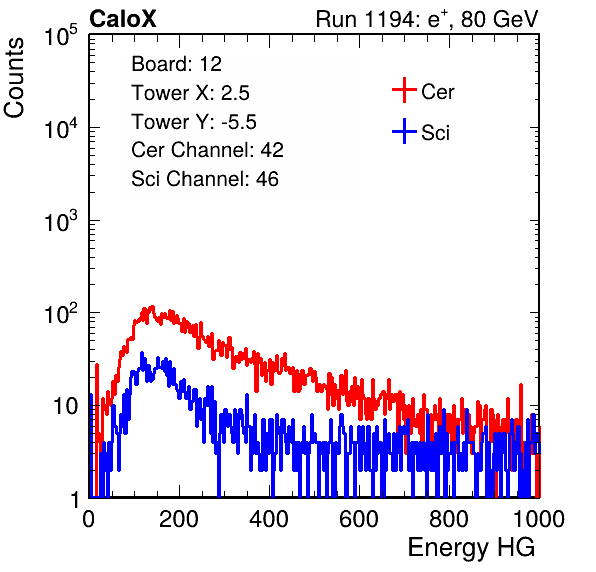 CaloX Run 1194: e⁺, 80 GeV
Counts
10⁵
10⁴
10³
10²
10
1
Board: 12
Tower X: 2.5
Tower Y: -5.5
Cer Channel: 42
Sci Channel: 46
Cer
Sci
0 200 400 600 800 1000
Energy HG